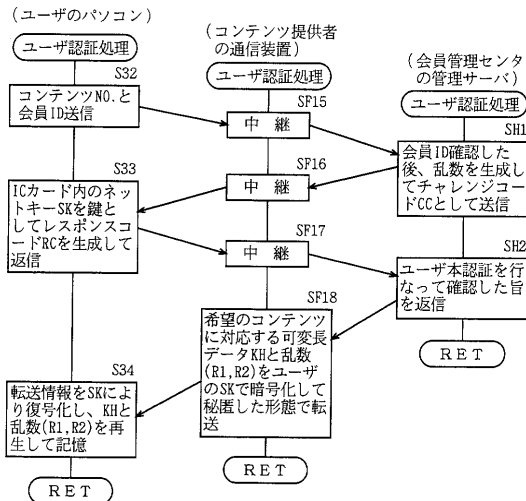 (ユーザのパソコン)
ユーザ認証処理
S32
コンテンツNO.と
会員ID送信
S33
ICカード内のネッ
トキーSKを鍵と
してレスポンスコ
ードRCを生成して
返信
S34
転送情報をSKによ
り復号化し、KHと
乱数(R1,R2)を再
生して記憶
RET
(コンテンツ提供者
の通信装置)
ユーザ認証処理
SF15
中継
SF16
中継
SF17
中継
SF18
希望のコンテンツ
に対応する可変長
データKHと乱数
(R1,R2)をユーザ
のSKで暗号化して
秘匿した形態で転
送
RET
(会員管理センタ
の管理サーバ)
ユーザ認証処理
SH1
会員ID確認した
後、乱数を生成し
てチャレンジコー
ドCCとして送信
SH2
ユーザ本認証を行
なって確認した旨
を返信
RET